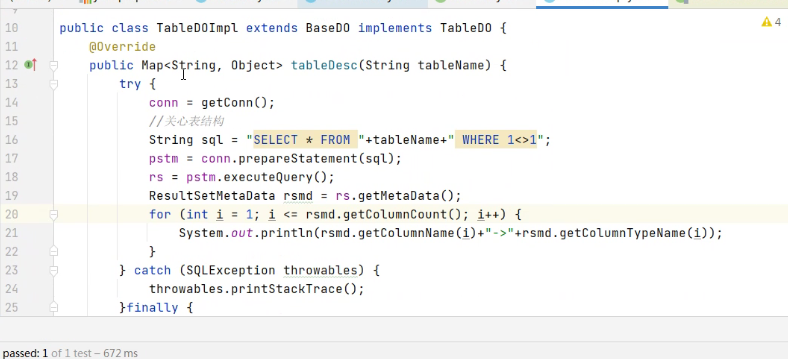 10 public class TableDOImpl extends BaseDO implements TableDO {
11 @Override
12 public Map<String, Object> tableDesc(String tableName) {
13 try {
14 conn = getConn();
15 //关心表结构
16 String sql = "SELECT * FROM "+tableName+" WHERE 1<>1";
17 pstm = conn.prepareStatement(sql);
18 rs = pstm.executeQuery();
19 ResultSetMetaData rsmd = rs.getMetaData();
20 for (int i = 1; i <= rsmd.getColumnCount(); i++) {
21 System.out.println(rsmd.getColumnName(i)+"->"+rsmd.getColumnTypeName(i));
22 }
23 } catch (SQLException throwables) {
24 throwables.printStackTrace();
25 }finally {
4
passed: 1 of 1 test – 672 ms